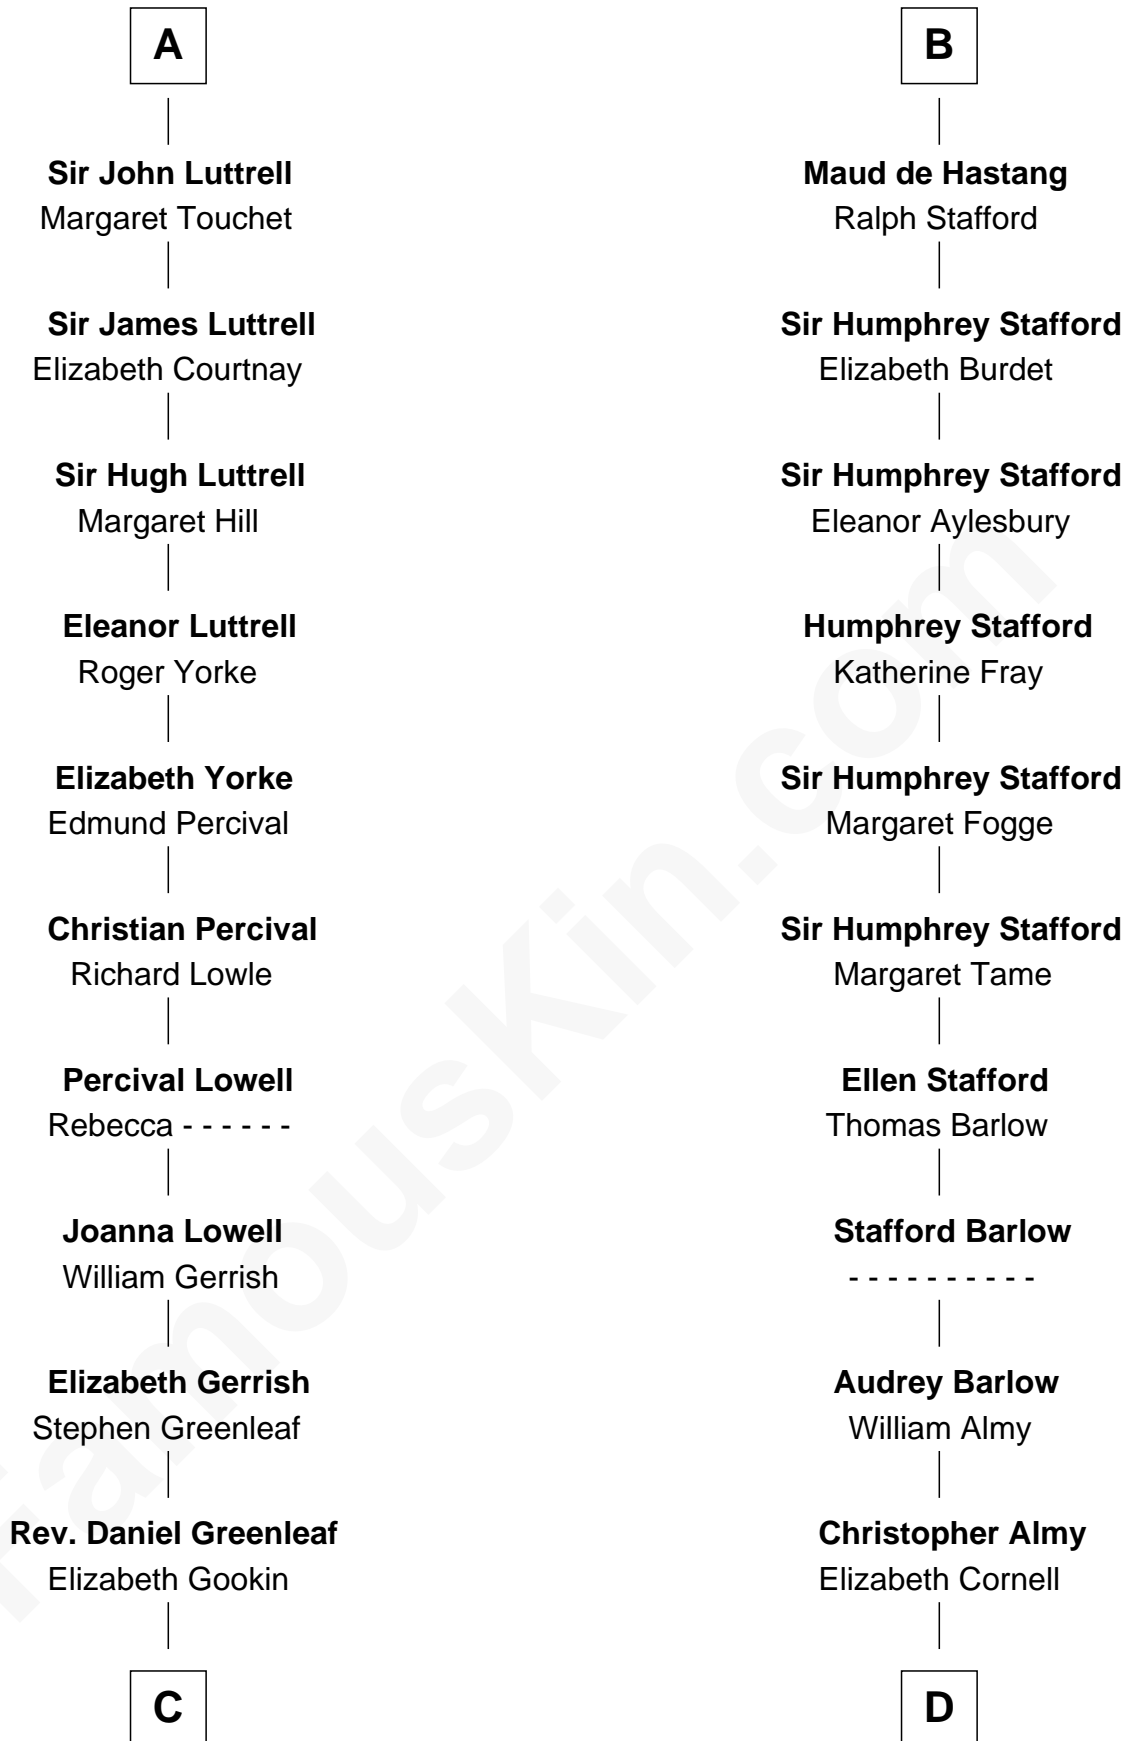 A
Sir John Luttrell
Margaret Touchet
Sir James Luttrell
Elizabeth Courtnay
Sir Hugh Luttrell
Margaret Hill
Eleanor Luttrell
Roger Yorke
Elizabeth Yorke
Edmund Percival
Christian Percival
Richard Lowle
Percival Lowell
Rebecca - - - - - -
Joanna Lowell
William Gerrish
Elizabeth Gerrish
Stephen Greenleaf
Rev. Daniel Greenleaf
Elizabeth Gookin
C
B
Maud de Hastang
Ralph Stafford
Sir Humphrey Stafford
Elizabeth Burdet
Sir Humphrey Stafford
Eleanor Aylesbury
Humphrey Stafford
Katherine Fray
Sir Humphrey Stafford
Margaret Fogge
Sir Humphrey Stafford
Margaret Tame
Ellen Stafford
Thomas Barlow
Stafford Barlow
- - - - - - - - - -
Audrey Barlow
William Almy
Christopher Almy
Elizabeth Cornell
D
FamousKin.com